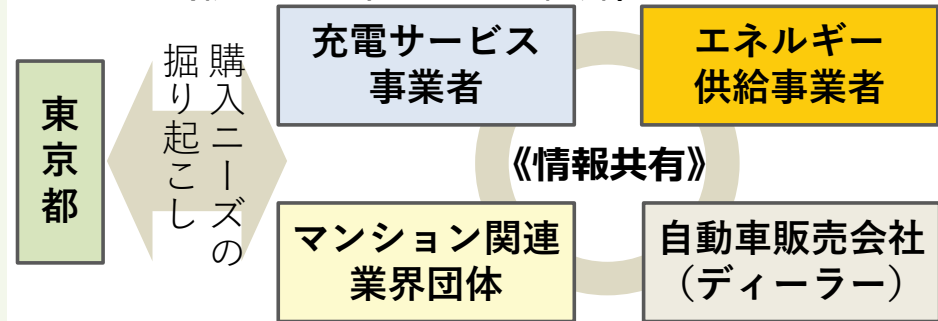 東
京
都
購入ニーズの
掘り起こし
充電サービス
事業者
エネルギー
供給事業者
《情報共有》
マンション関連
業界団体
自動車販売会社
（ディーラー）